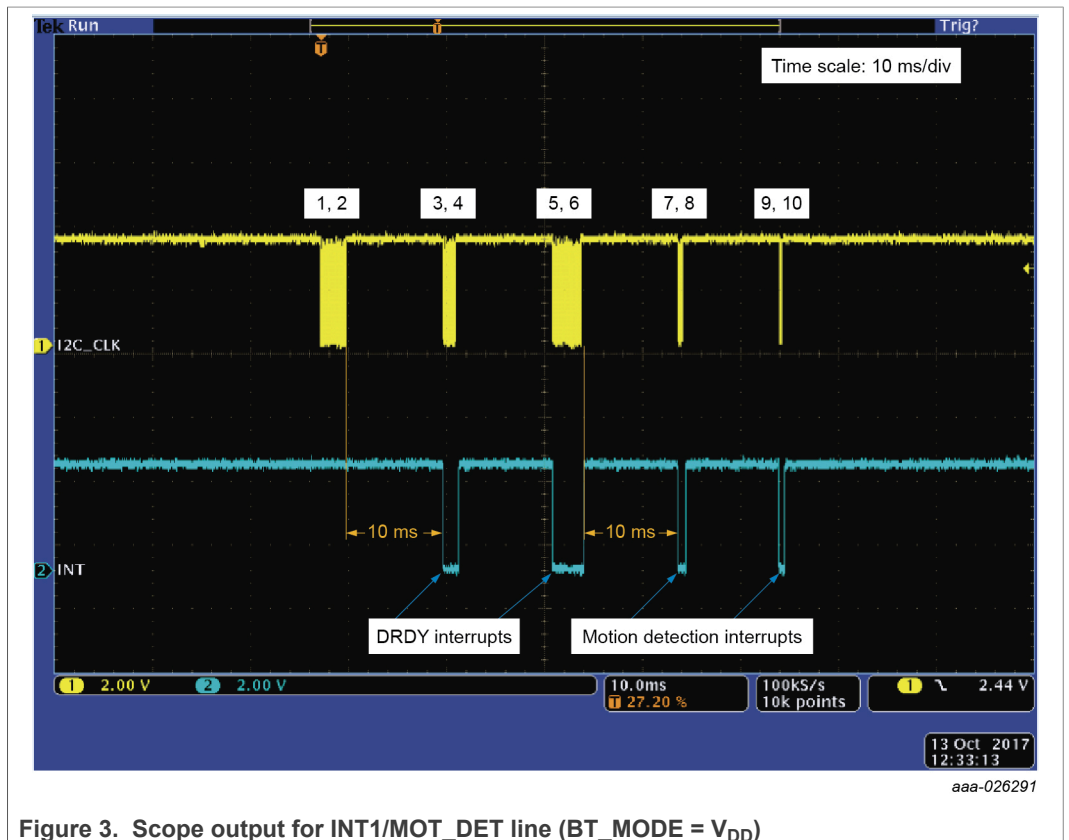 Tek Run
Trig?
Time scale: 10 ms/div
1, 2
3, 4
5, 6
7, 8
9, 10
1 I2C_CLK
10 ms
10 ms
2 INT
DRDY interrupts
Motion detection interrupts
1 2.00 V 2 2.00 V
10.0ms
T 27.20 %
100kS/s
10k points
1 2.44 V
13 Oct 2017
12:33:13
aaa-026291
Figure 3. Scope output for INT1/MOT_DET line (BT_MODE = VDD)